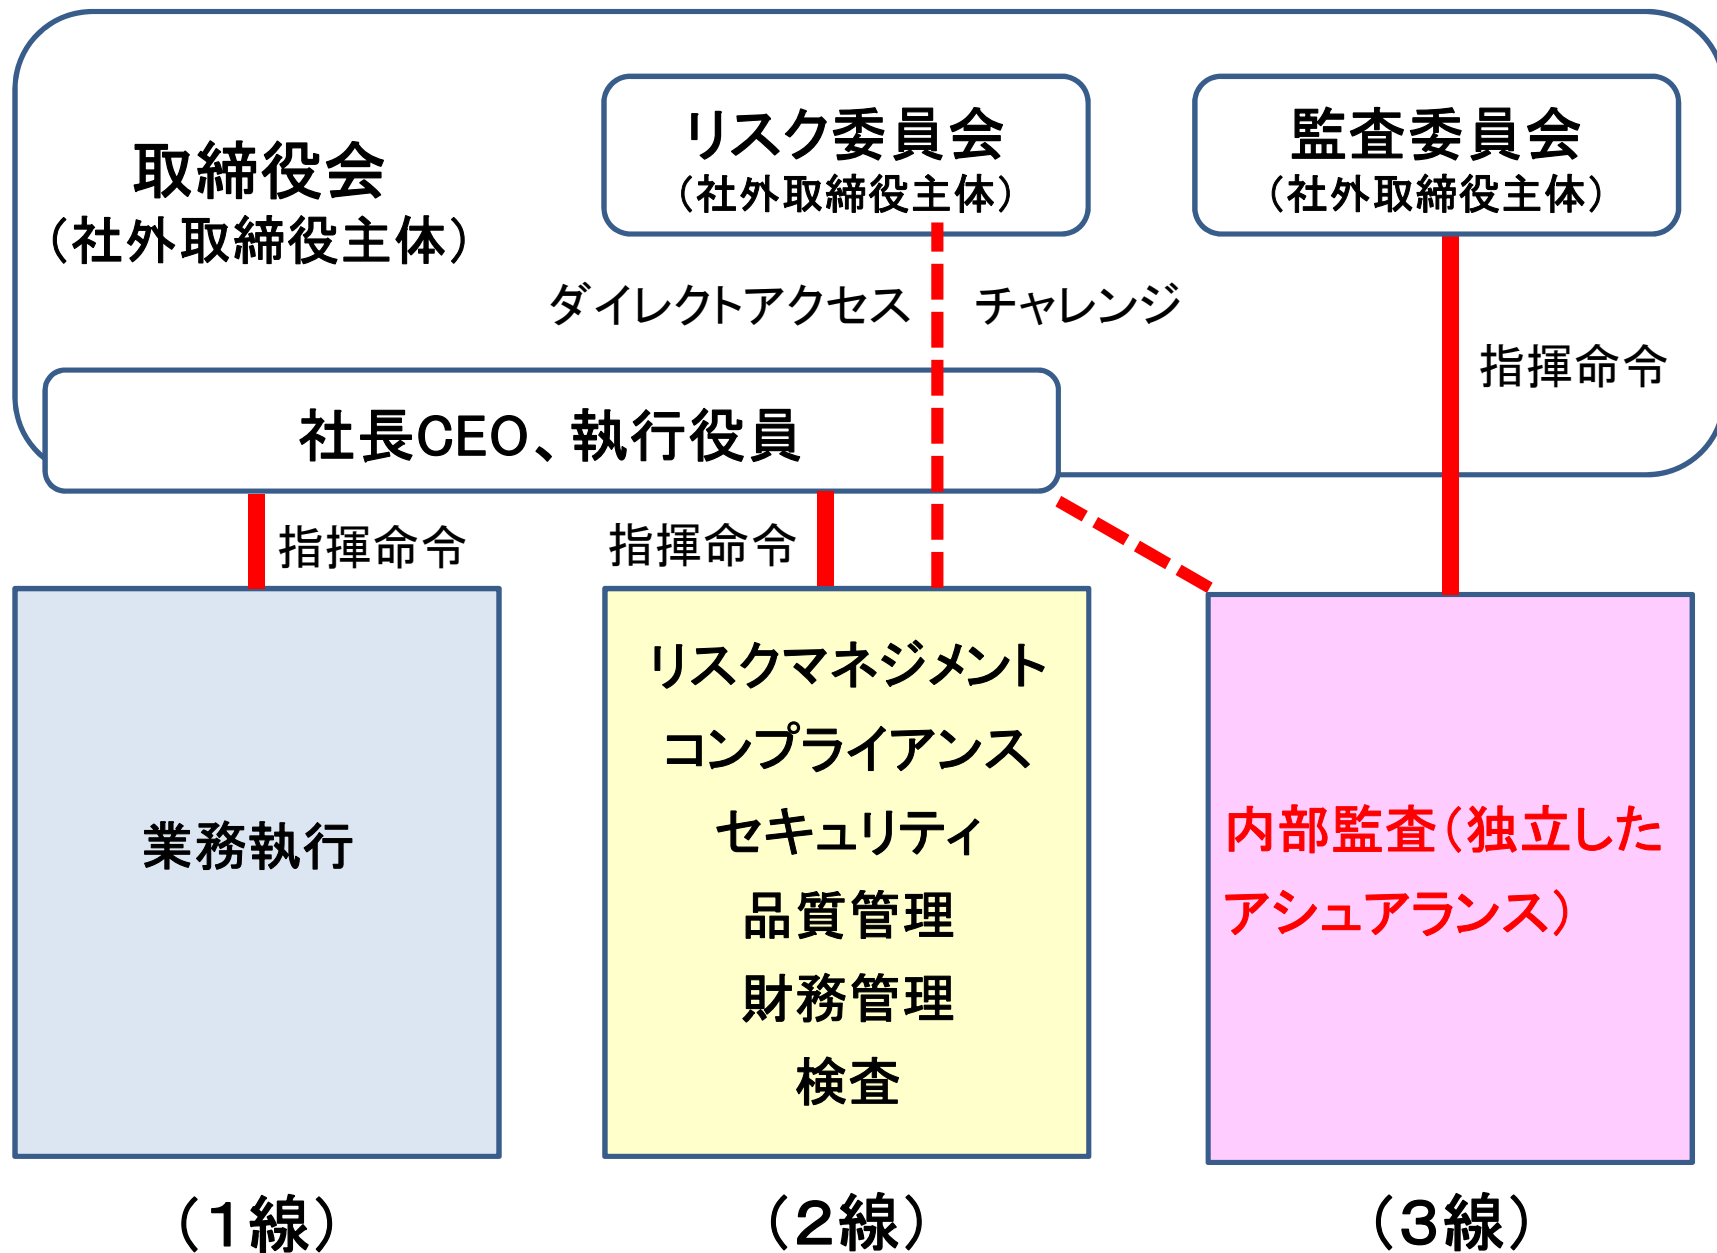 取締役会
（社外取締役主体）
リスク委員会
（社外取締役主体）
監査委員会
（社外取締役主体）
ダイレクトアクセス
チャレンジ
指揮命令
社長CEO、執行役員
指揮命令
指揮命令
業務執行
リスクマネジメント
コンプライアンス
セキュリティ
品質管理
財務管理
検査
内部監査（独立した
アシュアランス）
（１線）
（２線）
（３線）